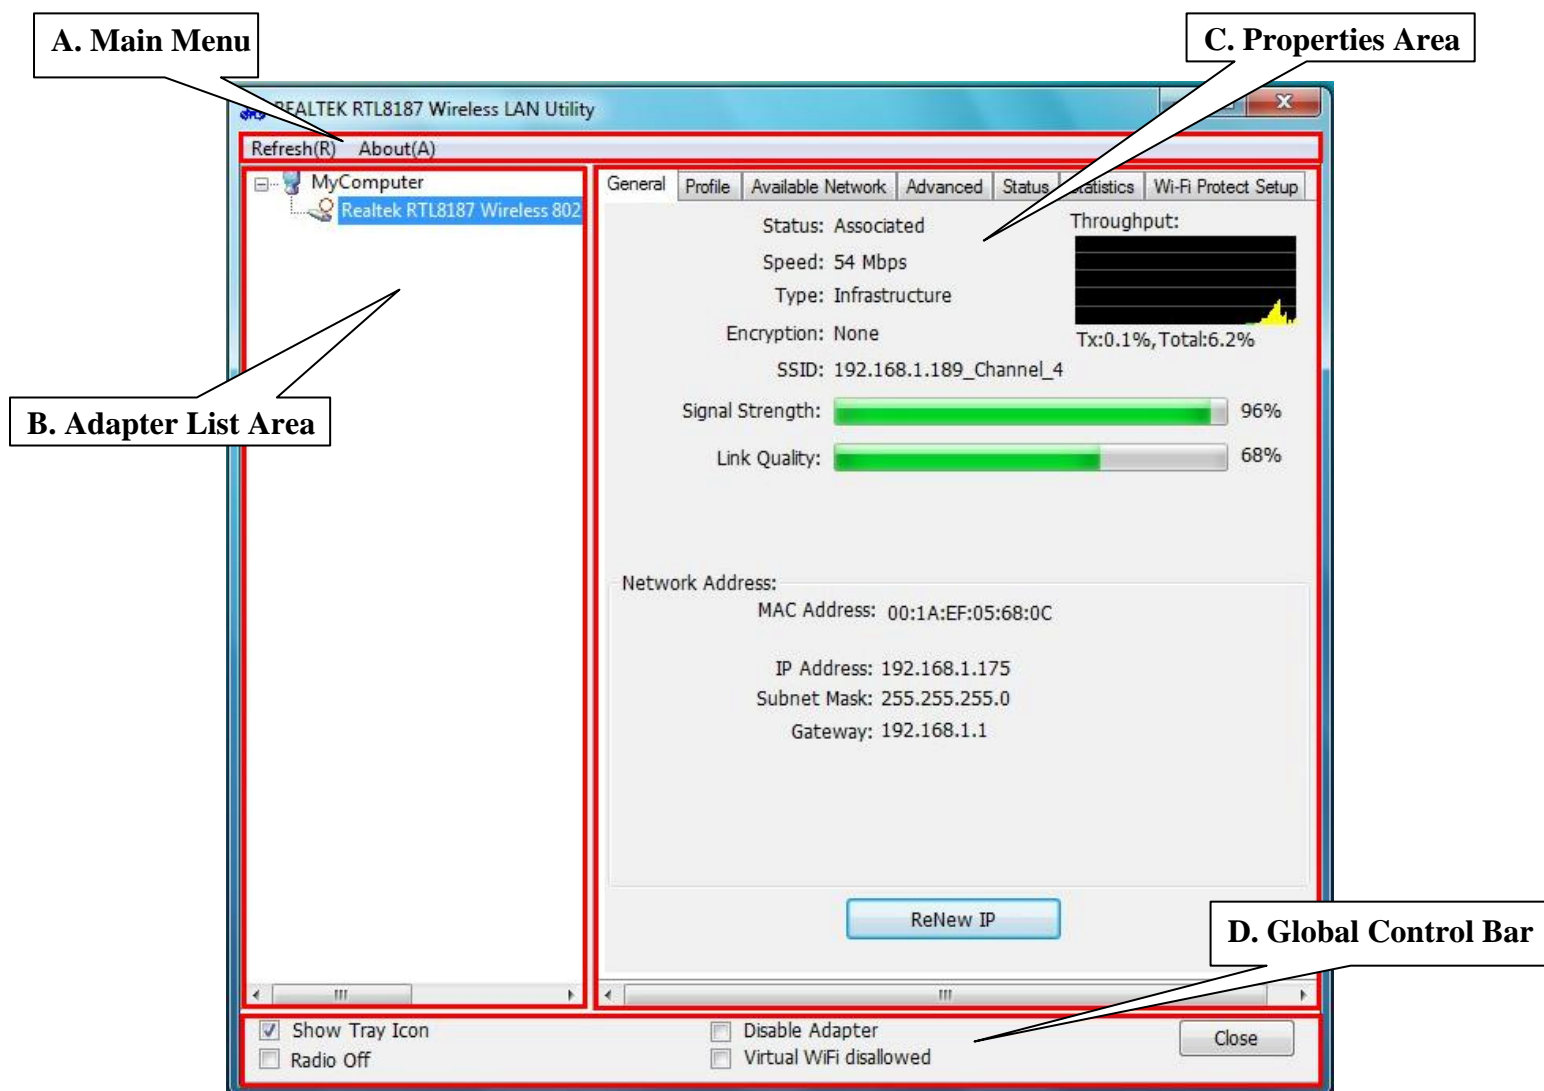 A. Main Menu
C. Properties Area
REALTEK RTL8187 Wireless LAN Utility
Refresh(R) About(A)
MyComputer
Realtek RTL8187 Wireless 802
General Profile Available Network Advanced Status Statistics Wi-Fi Protect Setup
Status: Associated
Throughput:
Speed: 54 Mbps
Type: Infrastructure
Encryption: None
Tx:0.1%, Total:6.2%
SSID: 192.168.1.189_Channel_4
Signal Strength: 96%
B. Adapter List Area
Link Quality: 68%
Network Address:
MAC Address: 00:1A:EF:05:68:0C
IP Address: 192.168.1.175
Subnet Mask: 255.255.255.0
Gateway: 192.168.1.1
ReNew IP
D. Global Control Bar
Show Tray Icon
Disable Adapter
Close
Radio Off
Virtual WiFi disallowed